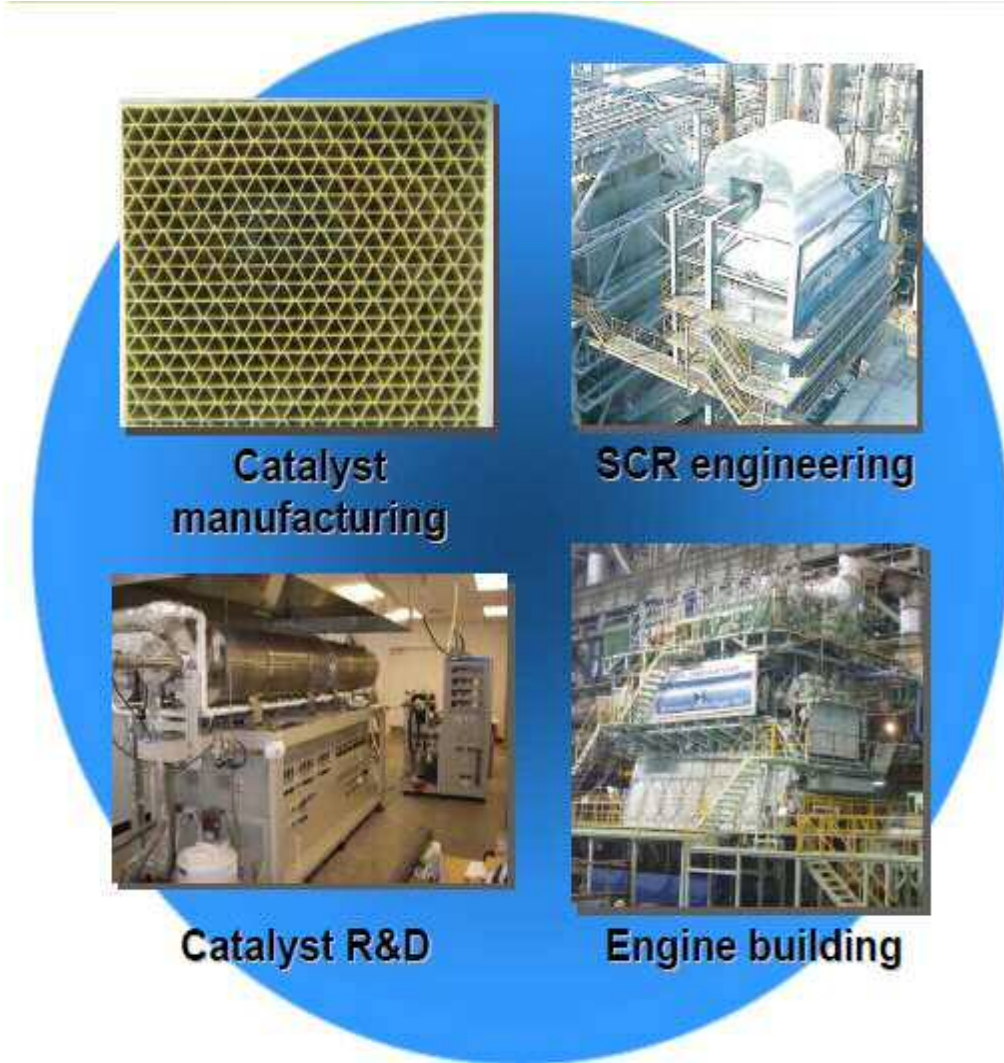 Catalyst
manufacturing
SCR engineering
Catalyst R&D
Engine building